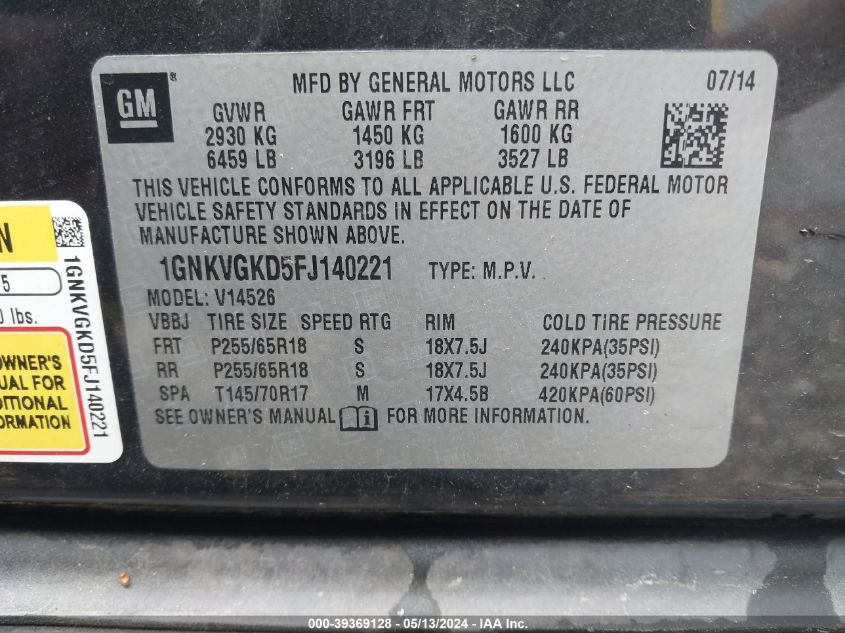 GM ®
MFD BY GENERAL MOTORS LLC 07/14
GVWR GAWR FRT GAWR RR
2930 KG 1450 KG 1600 KG
6459 LB 3196 LB 3527 LB
THIS VEHICLE CONFORMS TO ALL APPLICABLE U.S. FEDERAL MOTOR
VEHICLE SAFETY STANDARDS IN EFFECT ON THE DATE OF
MANUFACTURE SHOWN ABOVE.
1GNKVGKD5FJ140221 TYPE: M.P.V.
MODEL: V14526
VBBJ TIRE SIZE SPEED RTG RIM COLD TIRE PRESSURE
FRT P255/65R18 S 18X7.5J 240KPA(35PSI)
RR P255/65R18 S 18X7.5J 240KPA(35PSI)
SPA T145/70R17 M 17X4.5B 420KPA(60PSI)
SEE OWNER'S MANUAL FOR MORE INFORMATION.
N
5
lbs.
OWNER'S
UAL FOR
DITIONAL
ORMATION
1GNKVGKD5FJ140221
000-39369128 - 05/13/2024 - IAA Inc.